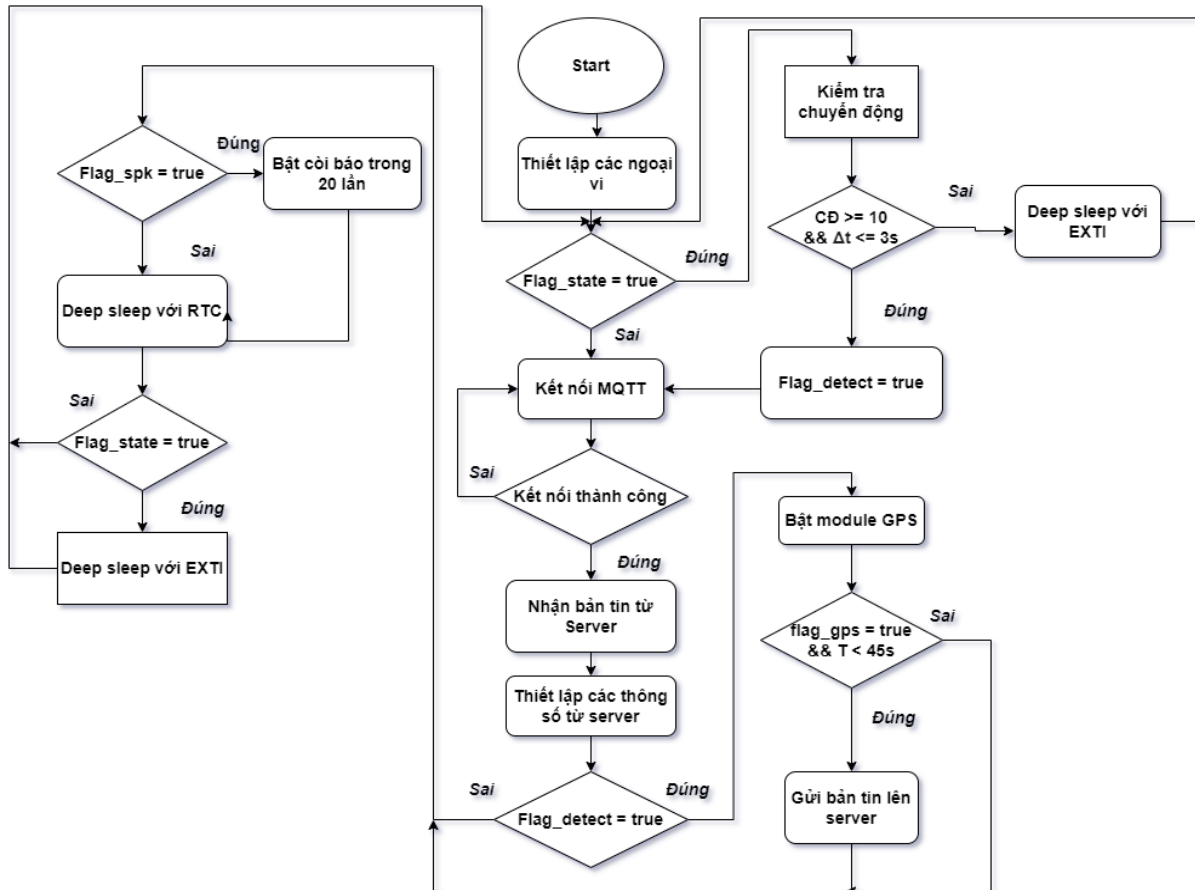 Start
Thiết lập các ngoại
vi
Flag_state = true
Đúng
Sai
Kiểm tra
chuyển động
CĐ >= 10
&& Δt <= 3s
Sai
Deep sleep với
EXTI
Đúng
Flag_detect = true
Kết nối MQTT
Kết nối thành công
Sai
Đúng
Nhận bản tin từ
Server
Thiết lập các thông
số từ server
Flag_detect = true
Sai
Đúng
Bật module GPS
flag_gps = true
&& T < 45s
Sai
Đúng
Gửi bản tin lên
server
Flag_spk = true
Đúng
Bật còi báo trong
20 lần
Sai
Deep sleep với RTC
Flag_state = true
Sai
Đúng
Deep sleep với EXTI